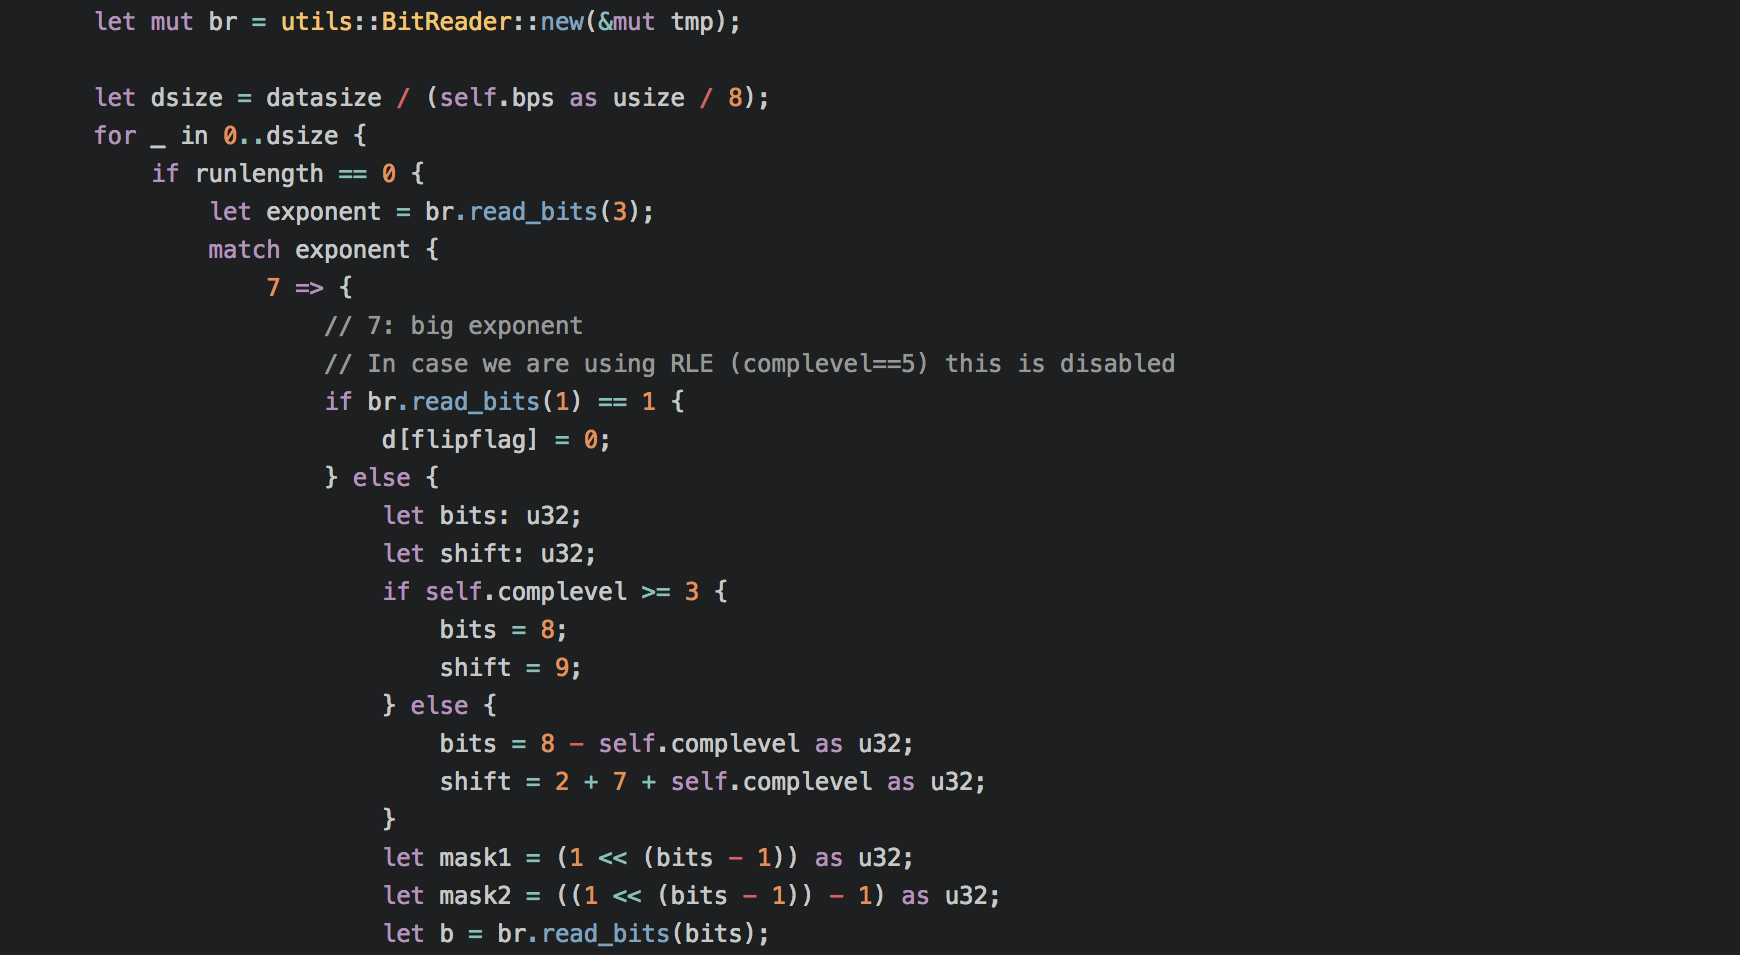 let mut br = utils::BitReader::new(&mut tmp);

let dsize = datasize / (self.bps as usize / 8);
for _ in 0..dsize {
    if runlength == 0 {
        let exponent = br.read_bits(3);
        match exponent {
            7 => {
                // 7: big exponent
                // In case we are using RLE (complevel==5) this is disabled
                if br.read_bits(1) == 1 {
                    d[flipflag] = 0;
                } else {
                    let bits: u32;
                    let shift: u32;
                    if self.complevel >= 3 {
                        bits = 8;
                        shift = 9;
                    } else {
                        bits = 8 - self.complevel as u32;
                        shift = 2 + 7 + self.complevel as u32;
                    }
                    let mask1 = (1 << (bits - 1)) as u32;
                    let mask2 = ((1 << (bits - 1)) - 1) as u32;
                    let b = br.read_bits(bits);